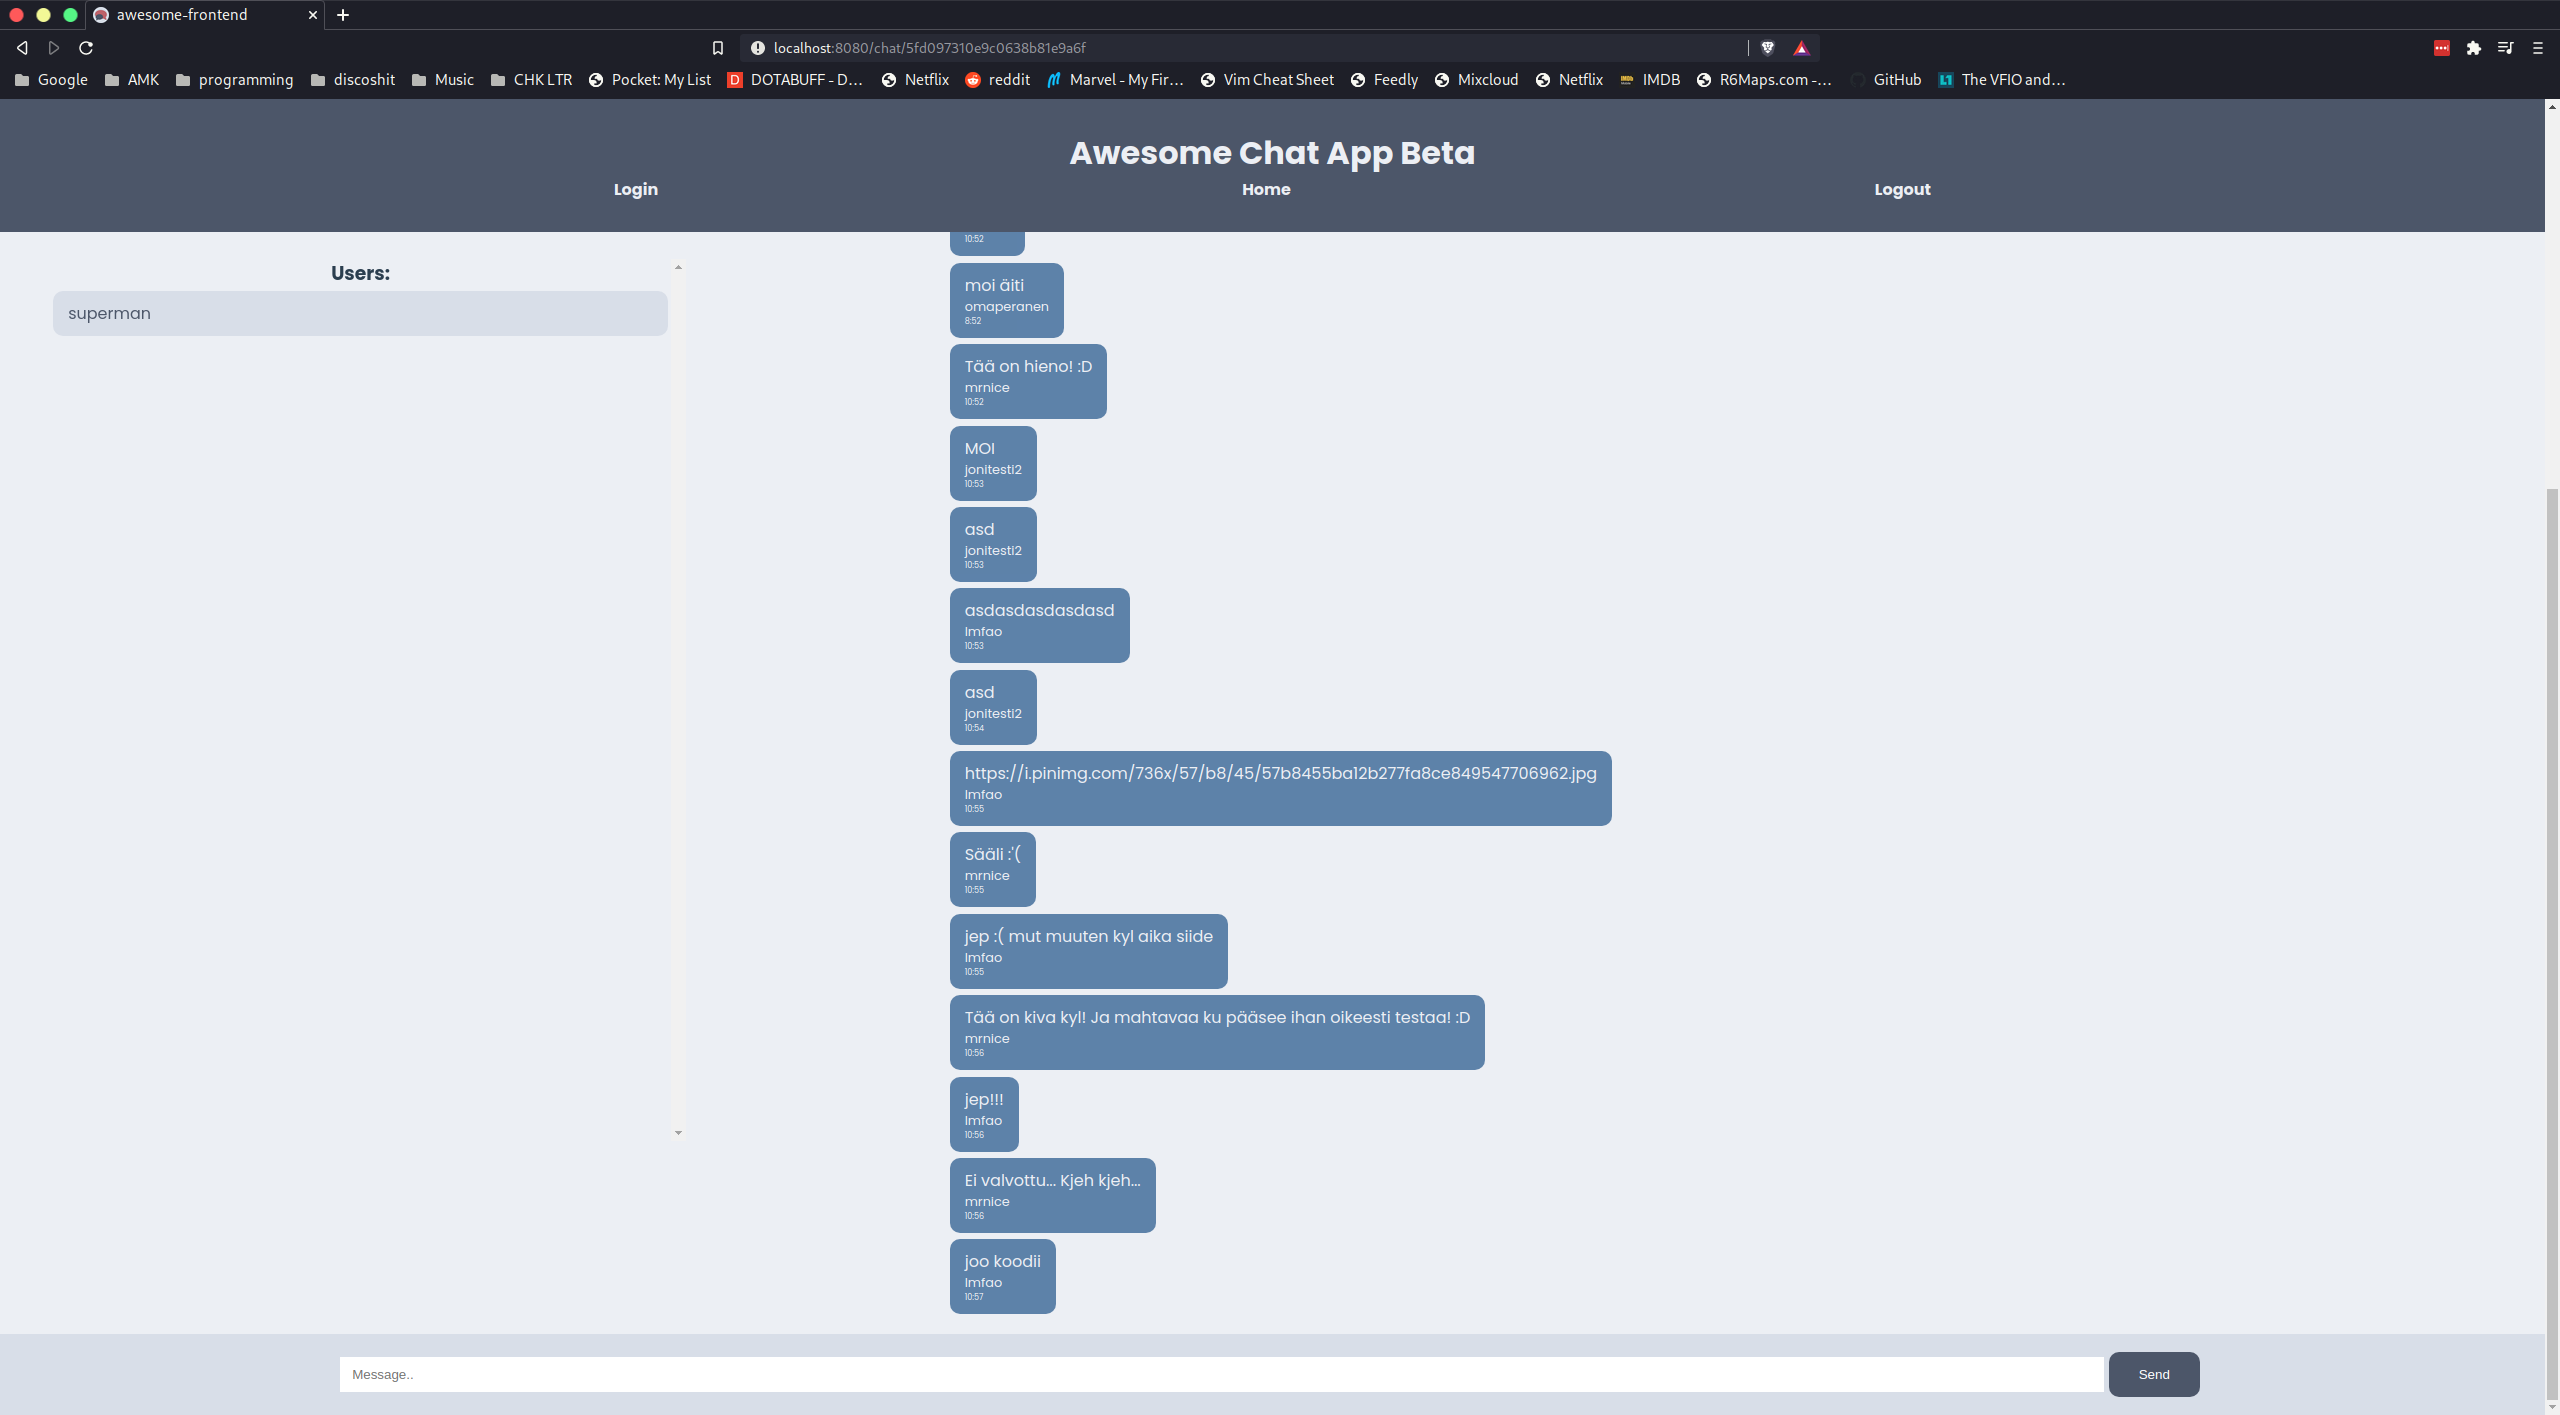 awesome-frontend
localhost:8080/chat/5fd097310e9c0638b81e9a6f
Google AMK programming discoshit Music CHK LTR Pocket: My List DOTABUFF - D... Netflix reddit Marvel - My Fir... Vim Cheat Sheet Feedly Mixcloud Netflix IMDB R6Maps.com -... GitHub The VFIO and...
Awesome Chat App Beta
Login Home Logout
Users:
superman
10:52
moi äiti
omaperanen
8:52
Tää on hieno! :D
mrnice
10:52
MOI
jonitesti2
10:53
asd
jonitesti2
10:53
asdasdasdasdasd
lmfao
10:53
asd
jonitesti2
10:54
https://i.pinimg.com/736x/57/b8/45/57b8455ba12b277fa8ce849547706962.jpg
lmfao
10:55
Sääli :'(
mrnice
10:55
jep :( mut muuten kyl aika siide
lmfao
10:55
Tää on kiva kyl! Ja mahtavaa ku pääsee ihan oikeesti testaa! :D
mrnice
10:56
jep!!!
lmfao
10:56
Ei valvottu... Kjeh kjeh...
mrnice
10:56
joo koodii
lmfao
10:57
Message..
Send